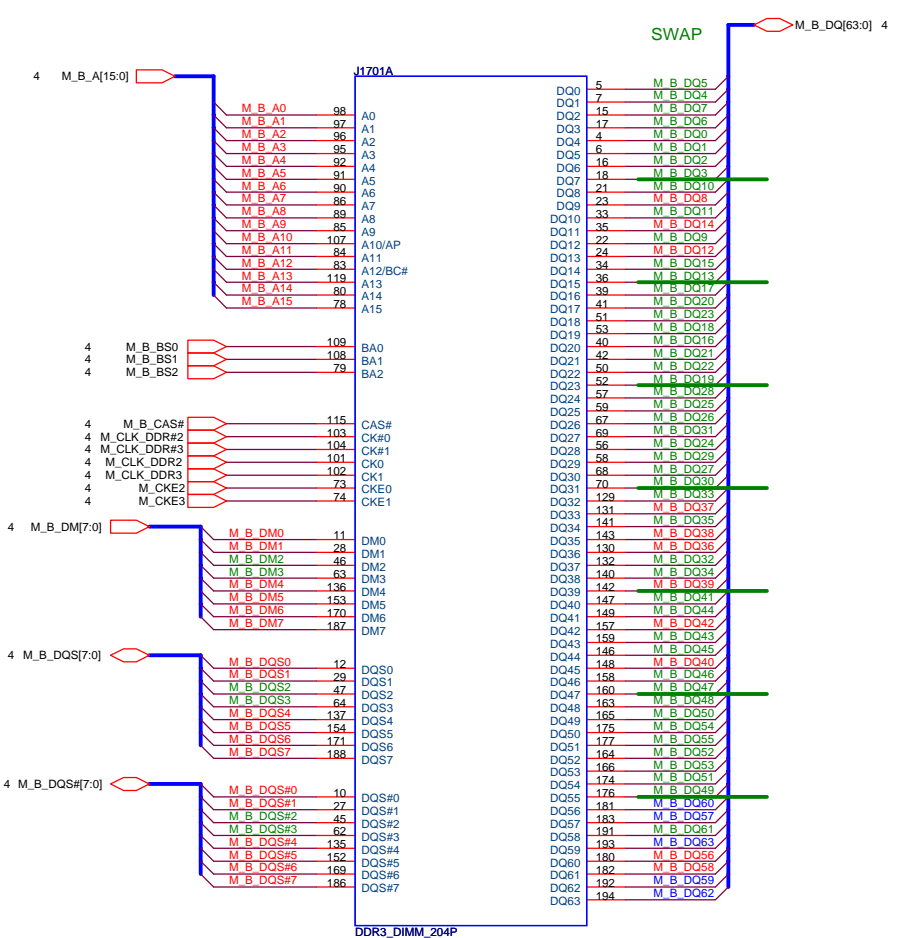 SWAP
M_B_DQ[63:0] 4
4 M_B_A[15:0]
J1701A
M_B_A0 98 A0
M_B_A1 97 A1
M_B_A2 96 A2
M_B_A3 95 A3
M_B_A4 92 A4
M_B_A5 91 A5
M_B_A6 90 A6
M_B_A7 86 A7
M_B_A8 89 A8
M_B_A9 85 A9
M_B_A10 107 A10/AP
M_B_A11 84 A11
M_B_A12 83 A12/BC#
M_B_A13 119 A13
M_B_A14 80 A14
M_B_A15 78 A15
4 M_B_BS0 109 BA0
4 M_B_BS1 108 BA1
4 M_B_BS2 79 BA2
4 M_B_CAS# 115 CAS#
4 M_CLK_DDR#2 103 CK#0
4 M_CLK_DDR#3 104 CK#1
4 M_CLK_DDR2 101 CK0
4 M_CLK_DDR3 102 CK1
4 M_CKE2 73 CKE0
4 M_CKE3 74 CKE1
4 M_B_DM[7:0]
M_B_DM0 11 DM0
M_B_DM1 28 DM1
M_B_DM2 46 DM2
M_B_DM3 63 DM3
M_B_DM4 136 DM4
M_B_DM5 153 DM5
M_B_DM6 170 DM6
M_B_DM7 187 DM7
4 M_B_DQS[7:0]
M_B_DQS0 12 DQS0
M_B_DQS1 29 DQS1
M_B_DQS2 47 DQS2
M_B_DQS3 64 DQS3
M_B_DQS4 137 DQS4
M_B_DQS5 154 DQS5
M_B_DQS6 171 DQS6
M_B_DQS7 188 DQS7
4 M_B_DQS#[7:0]
M_B_DQS#0 10 DQS#0
M_B_DQS#1 27 DQS#1
M_B_DQS#2 45 DQS#2
M_B_DQS#3 62 DQS#3
M_B_DQS#4 135 DQS#4
M_B_DQS#5 152 DQS#5
M_B_DQS#6 169 DQS#6
M_B_DQS#7 186 DQS#7
DQ0 5 M_B_DQ5
DQ1 7 M_B_DQ4
DQ2 15 M_B_DQ7
DQ3 17 M_B_DQ6
DQ4 4 M_B_DQ0
DQ5 6 M_B_DQ1
DQ6 16 M_B_DQ2
DQ7 18 M_B_DQ3
DQ8 21 M_B_DQ10
DQ9 23 M_B_DQ8
DQ10 33 M_B_DQ11
DQ11 35 M_B_DQ14
DQ12 22 M_B_DQ9
DQ13 24 M_B_DQ12
DQ14 34 M_B_DQ15
DQ15 36 M_B_DQ13
DQ16 39 M_B_DQ17
DQ17 41 M_B_DQ20
DQ18 51 M_B_DQ23
DQ19 53 M_B_DQ18
DQ20 40 M_B_DQ16
DQ21 42 M_B_DQ21
DQ22 50 M_B_DQ22
DQ23 52 M_B_DQ19
DQ24 57 M_B_DQ28
DQ25 59 M_B_DQ25
DQ26 67 M_B_DQ26
DQ27 69 M_B_DQ31
DQ28 56 M_B_DQ24
DQ29 58 M_B_DQ29
DQ30 68 M_B_DQ27
DQ31 70 M_B_DQ30
DQ32 129 M_B_DQ33
DQ33 131 M_B_DQ37
DQ34 141 M_B_DQ35
DQ35 143 M_B_DQ38
DQ36 130 M_B_DQ36
DQ37 132 M_B_DQ32
DQ38 140 M_B_DQ34
DQ39 142 M_B_DQ39
DQ40 147 M_B_DQ41
DQ41 149 M_B_DQ44
DQ42 157 M_B_DQ42
DQ43 159 M_B_DQ43
DQ44 146 M_B_DQ45
DQ45 148 M_B_DQ40
DQ46 158 M_B_DQ46
DQ47 160 M_B_DQ47
DQ48 163 M_B_DQ48
DQ49 165 M_B_DQ50
DQ50 175 M_B_DQ54
DQ51 177 M_B_DQ55
DQ52 164 M_B_DQ52
DQ53 166 M_B_DQ53
DQ54 174 M_B_DQ51
DQ55 176 M_B_DQ49
DQ56 181 M_B_DQ60
DQ57 183 M_B_DQ57
DQ58 191 M_B_DQ61
DQ59 193 M_B_DQ63
DQ60 180 M_B_DQ56
DQ61 182 M_B_DQ58
DQ62 192 M_B_DQ59
DQ63 194 M_B_DQ62
DDR3_DIMM_204P